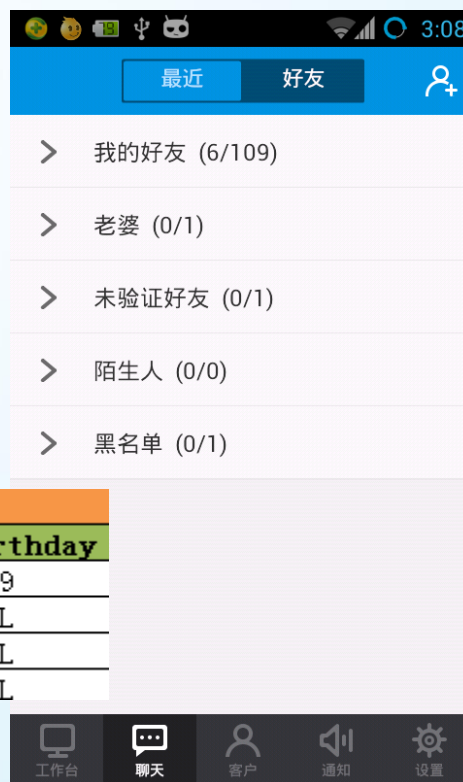 3:08
最近 好友
我的好友 (6/109)
老婆 (0/1)
未验证好友 (0/1)
陌生人 (0/0)
黑名单 (0/1)
rthday
9
L
L
L
工作台 聊天 客户 通知 设置